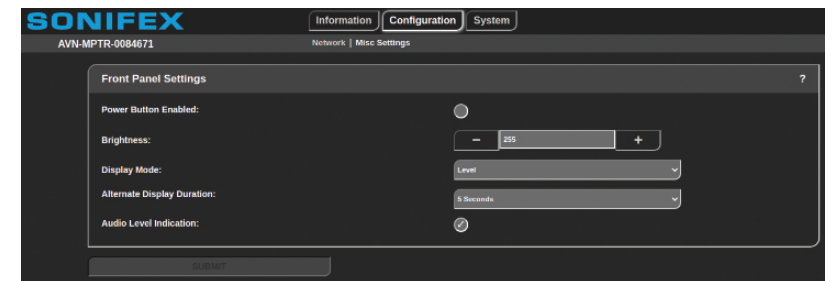 SONIFEX
Information Configuration System
AVN-MPTR-0084671
Network | Misc Settings
Front Panel Settings ?
Power Button Enabled:
Brightness: − 255 +
Display Mode: Level
Alternate Display Duration: 5 Seconds
Audio Level Indication:
SUBMIT